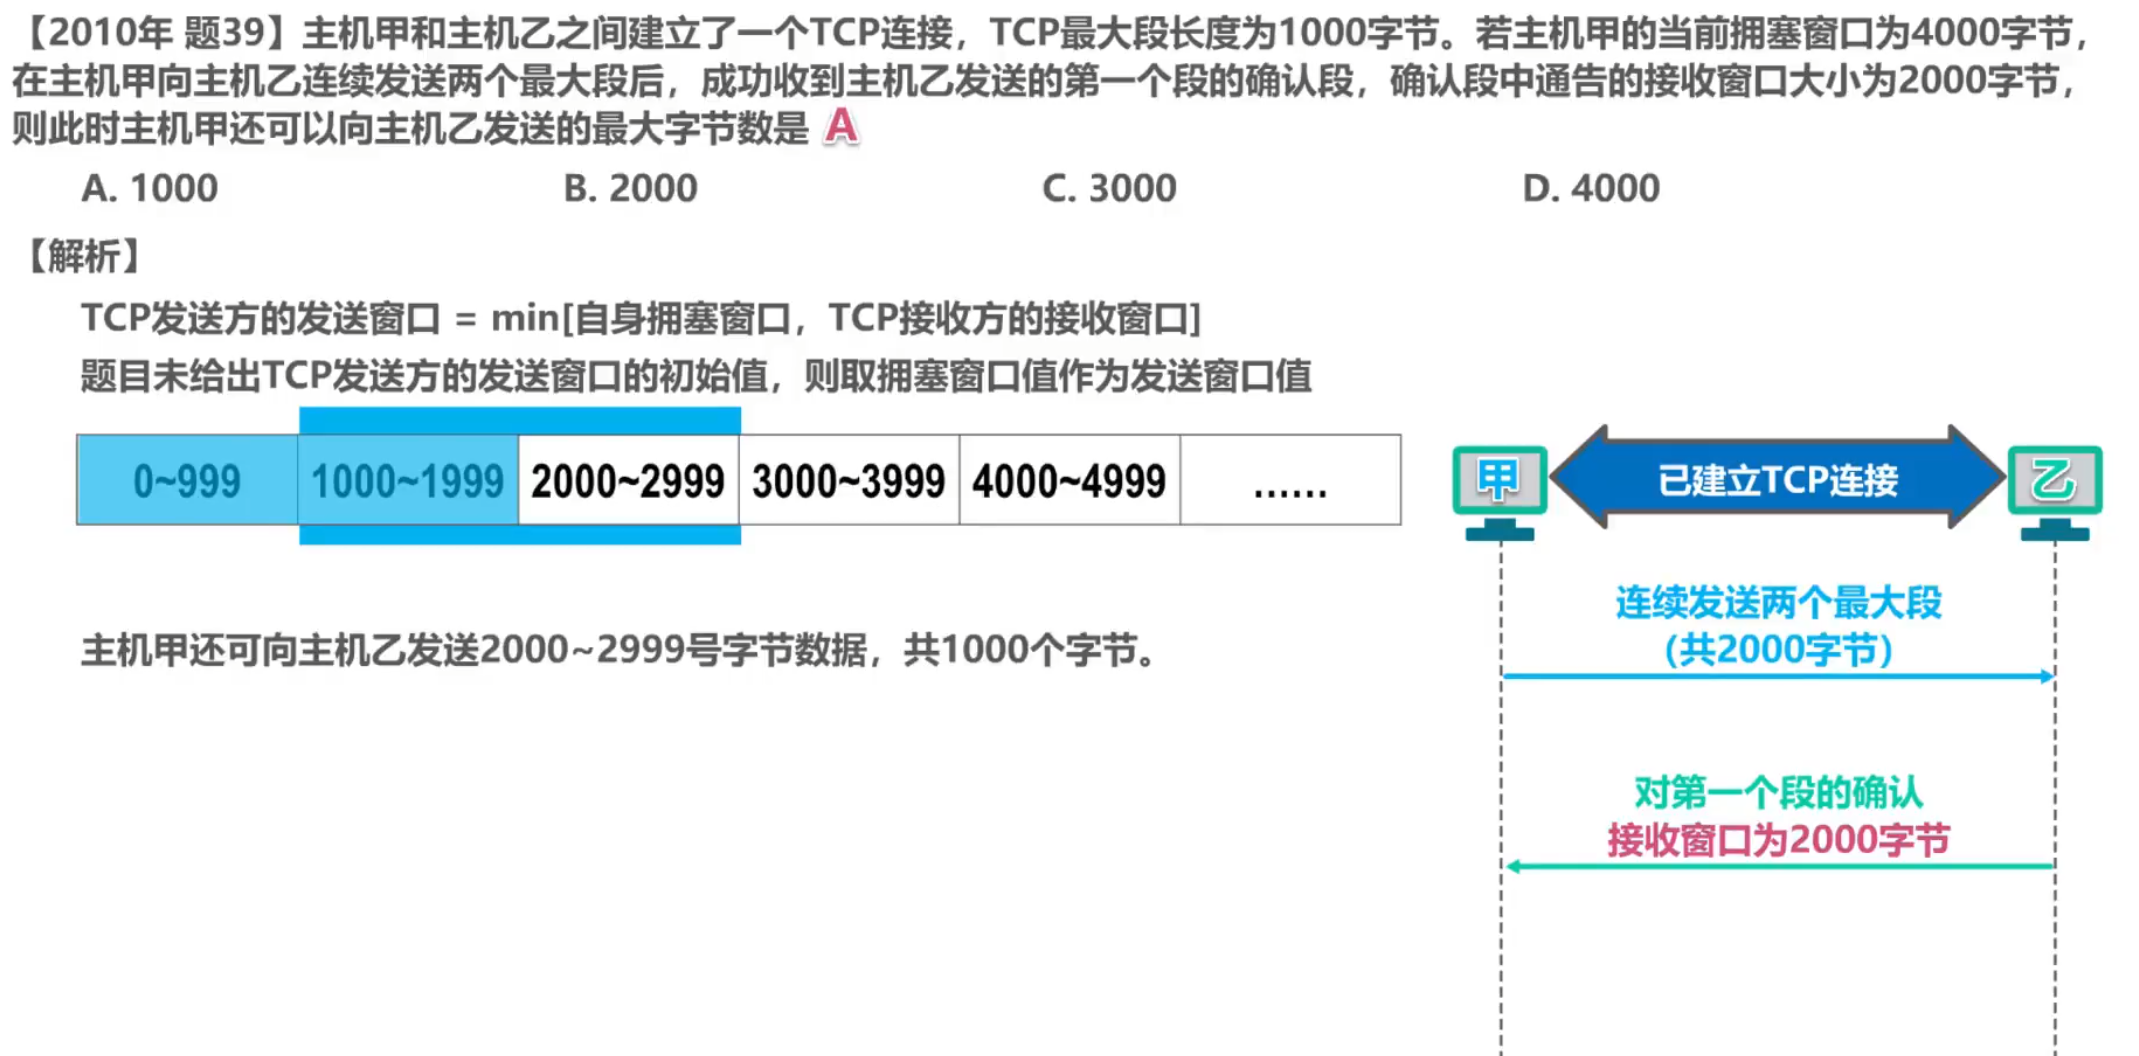 【2010年 题39】主机甲和主机乙之间建立了一个TCP连接，TCP最大段长度为1000字节。若主机甲的当前拥塞窗口为4000字节，
在主机甲向主机乙连续发送两个最大段后，成功收到主机乙发送的第一个段的确认段，确认段中通告的接收窗口大小为2000字节，
则此时主机甲还可以向主机乙发送的最大字节数是 A
A. 1000 B. 2000 C. 3000 D. 4000
【解析】
TCP发送方的发送窗口 = min[自身拥塞窗口，TCP接收方的接收窗口]
题目未给出TCP发送方的发送窗口的初始值，则取拥塞窗口值作为发送窗口值
0~999 1000~1999 2000~2999 3000~3999 4000~4999 ......
甲 已建立TCP连接 乙
连续发送两个最大段
(共2000字节)
主机甲还可向主机乙发送2000~2999号字节数据，共1000个字节。
对第一个段的确认
接收窗口为2000字节